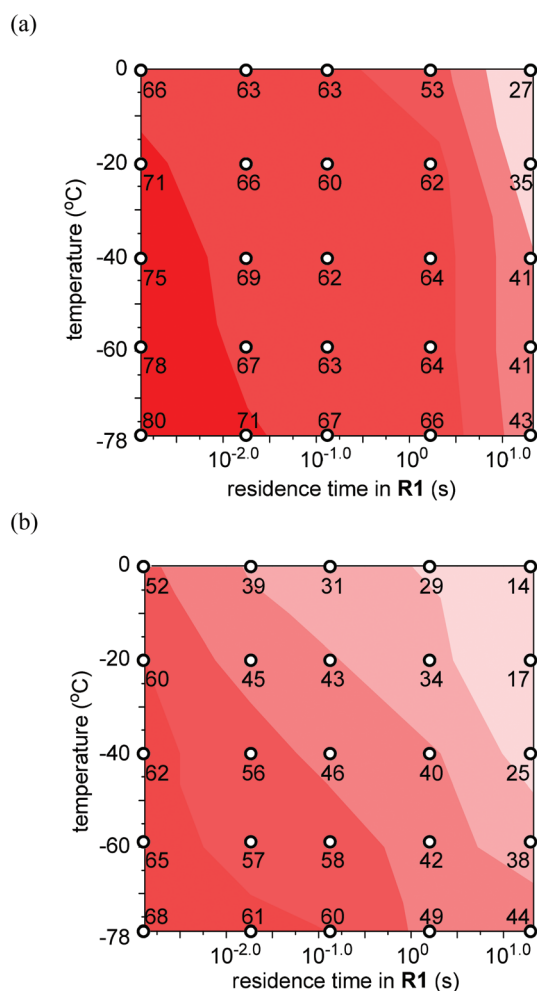 (a)
0
66 63 63 53 27
-20
71 66 60 62 35
temperature (°C)
-40
75 69 62 64 41
-60
78 67 63 64 41
80 71 67 66 43
-78
10-2.0 10-1.0 100 101.0
residence time in R1 (s)
(b)
0
52 39 31 29 14
-20
60 45 43 34 17
temperature (°C)
-40
62 56 46 40 25
-60
65 57 58 42 38
68 61 60 49 44
-78
10-2.0 10-1.0 100 101.0
residence time in R1 (s)